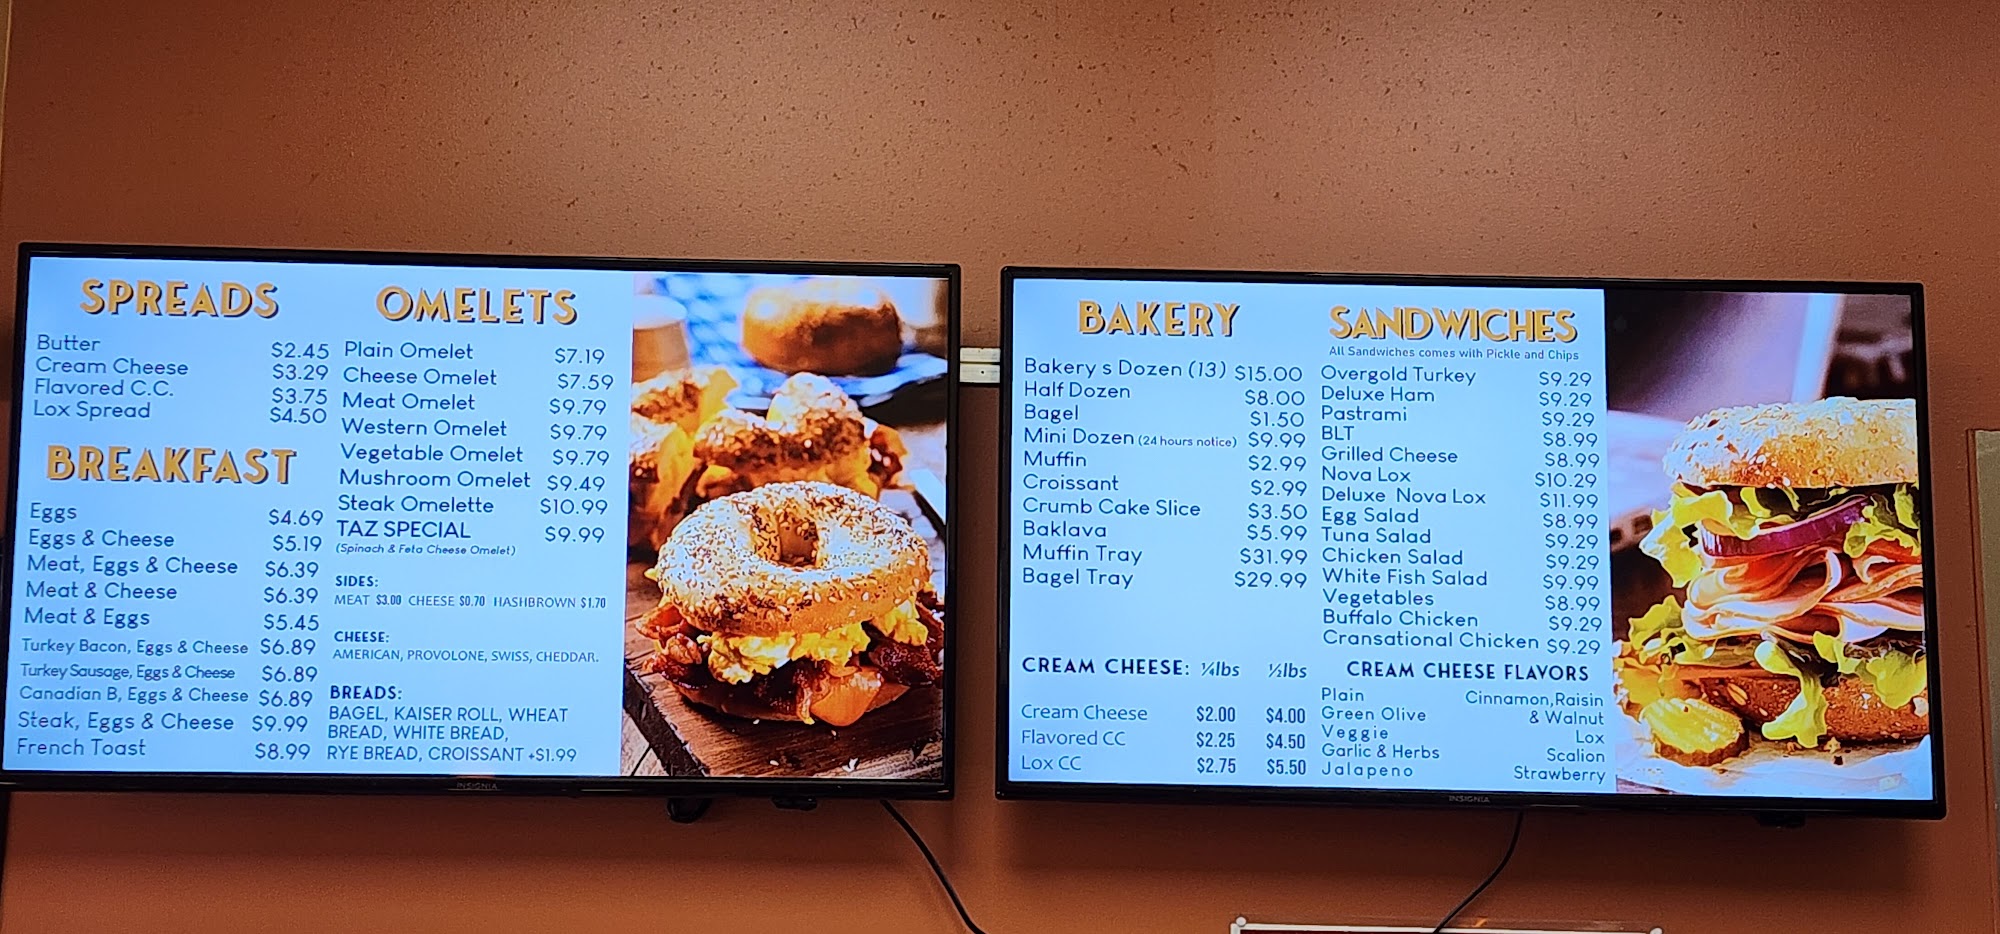 SPREADS
Butter $2.45
Cream Cheese $3.29
Flavored C.C. $3.75
Lox Spread $4.50
BREAKFAST
Eggs $4.69
Eggs & Cheese $5.19
Meat, Eggs & Cheese $6.39
Meat & Cheese $6.39
Meat & Eggs $5.45
Turkey Bacon, Eggs & Cheese $6.89
Turkey Sausage, Eggs & Cheese $6.89
Canadian B, Eggs & Cheese $6.89
Steak, Eggs & Cheese $9.99
French Toast $8.99
OMELETS
Plain Omelet $7.19
Cheese Omelet $7.59
Meat Omelet $9.79
Western Omelet $9.79
Vegetable Omelet $9.79
Mushroom Omelet $9.49
Steak Omelette $10.99
TAZ SPECIAL $9.99
(Spinach & Feta Cheese Omelet)
SIDES:
MEAT $3.00 CHEESE $0.70 HASHBROWN $1.70
CHEESE:
AMERICAN, PROVOLONE, SWISS, CHEDDAR.
BREADS:
BAGEL, KAISER ROLL, WHEAT
BREAD, WHITE BREAD,
RYE BREAD, CROISSANT +$1.99
INSIGNIA
BAKERY
Bakery s Dozen (13) $15.00
Half Dozen $8.00
Bagel $1.50
Mini Dozen (24 hours notice) $9.99
Muffin $2.99
Croissant $2.99
Crumb Cake Slice $3.50
Baklava $5.99
Muffin Tray $31.99
Bagel Tray $29.99
CREAM CHEESE: ¼lbs ½lbs
Cream Cheese $2.00 $4.00
Flavored CC $2.25 $4.50
Lox CC $2.75 $5.50
SANDWICHES
All Sandwiches comes with Pickle and Chips
Overgold Turkey $9.29
Deluxe Ham $9.29
Pastrami $9.29
BLT $8.99
Grilled Cheese $8.99
Nova Lox $10.29
Deluxe Nova Lox $11.99
Egg Salad $8.99
Tuna Salad $9.29
Chicken Salad $9.29
White Fish Salad $9.99
Vegetables $8.99
Buffalo Chicken $9.29
Cransational Chicken $9.29
CREAM CHEESE FLAVORS
Plain Cinnamon,Raisin
Green Olive & Walnut
Veggie Lox
Garlic & Herbs Scalion
Jalapeno Strawberry
INSIGNIA